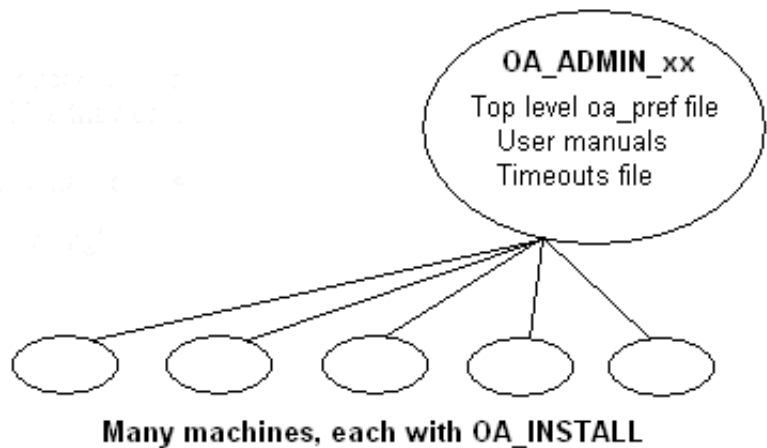 OA_ADMIN_xx
Top level oa_pref file
User manuals
Timeouts file
Many machines, each with OA_INSTALL